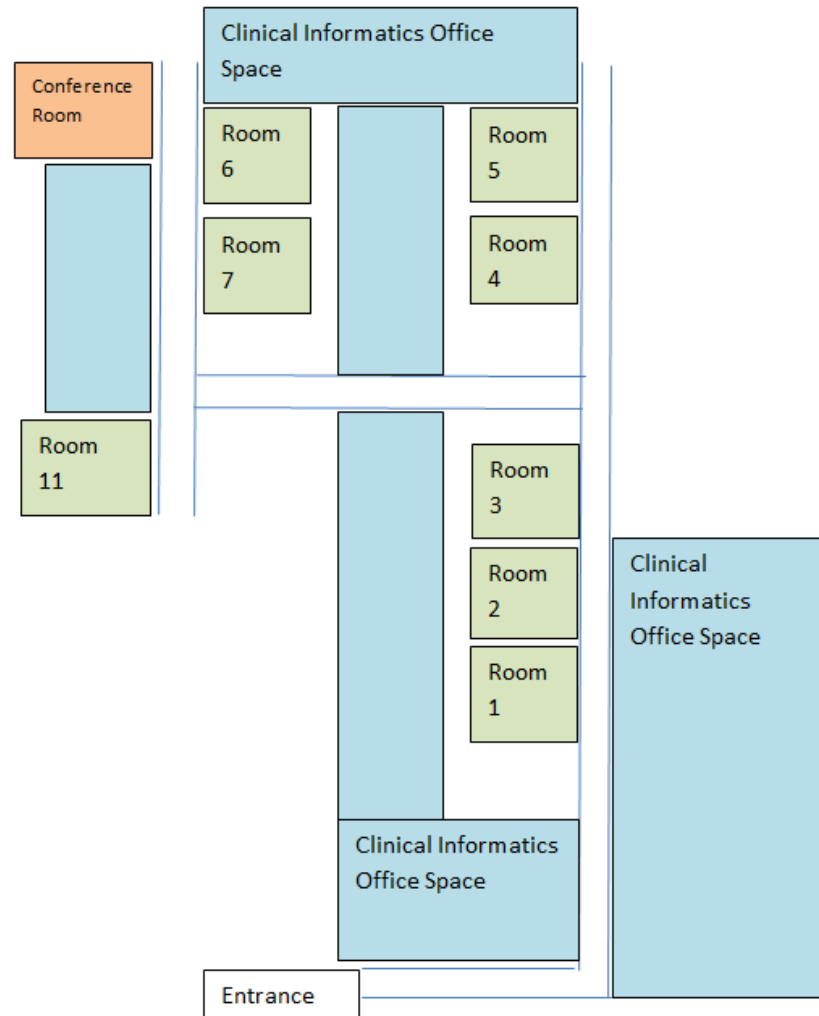 Clinical Informatics Office
Space
Conference
Room
Room
6
Room
5
Room
7
Room
4
Room
11
Room
3
Room
2
Room
1
Clinical
Informatics
Office Space
Clinical Informatics
Office Space
Entrance